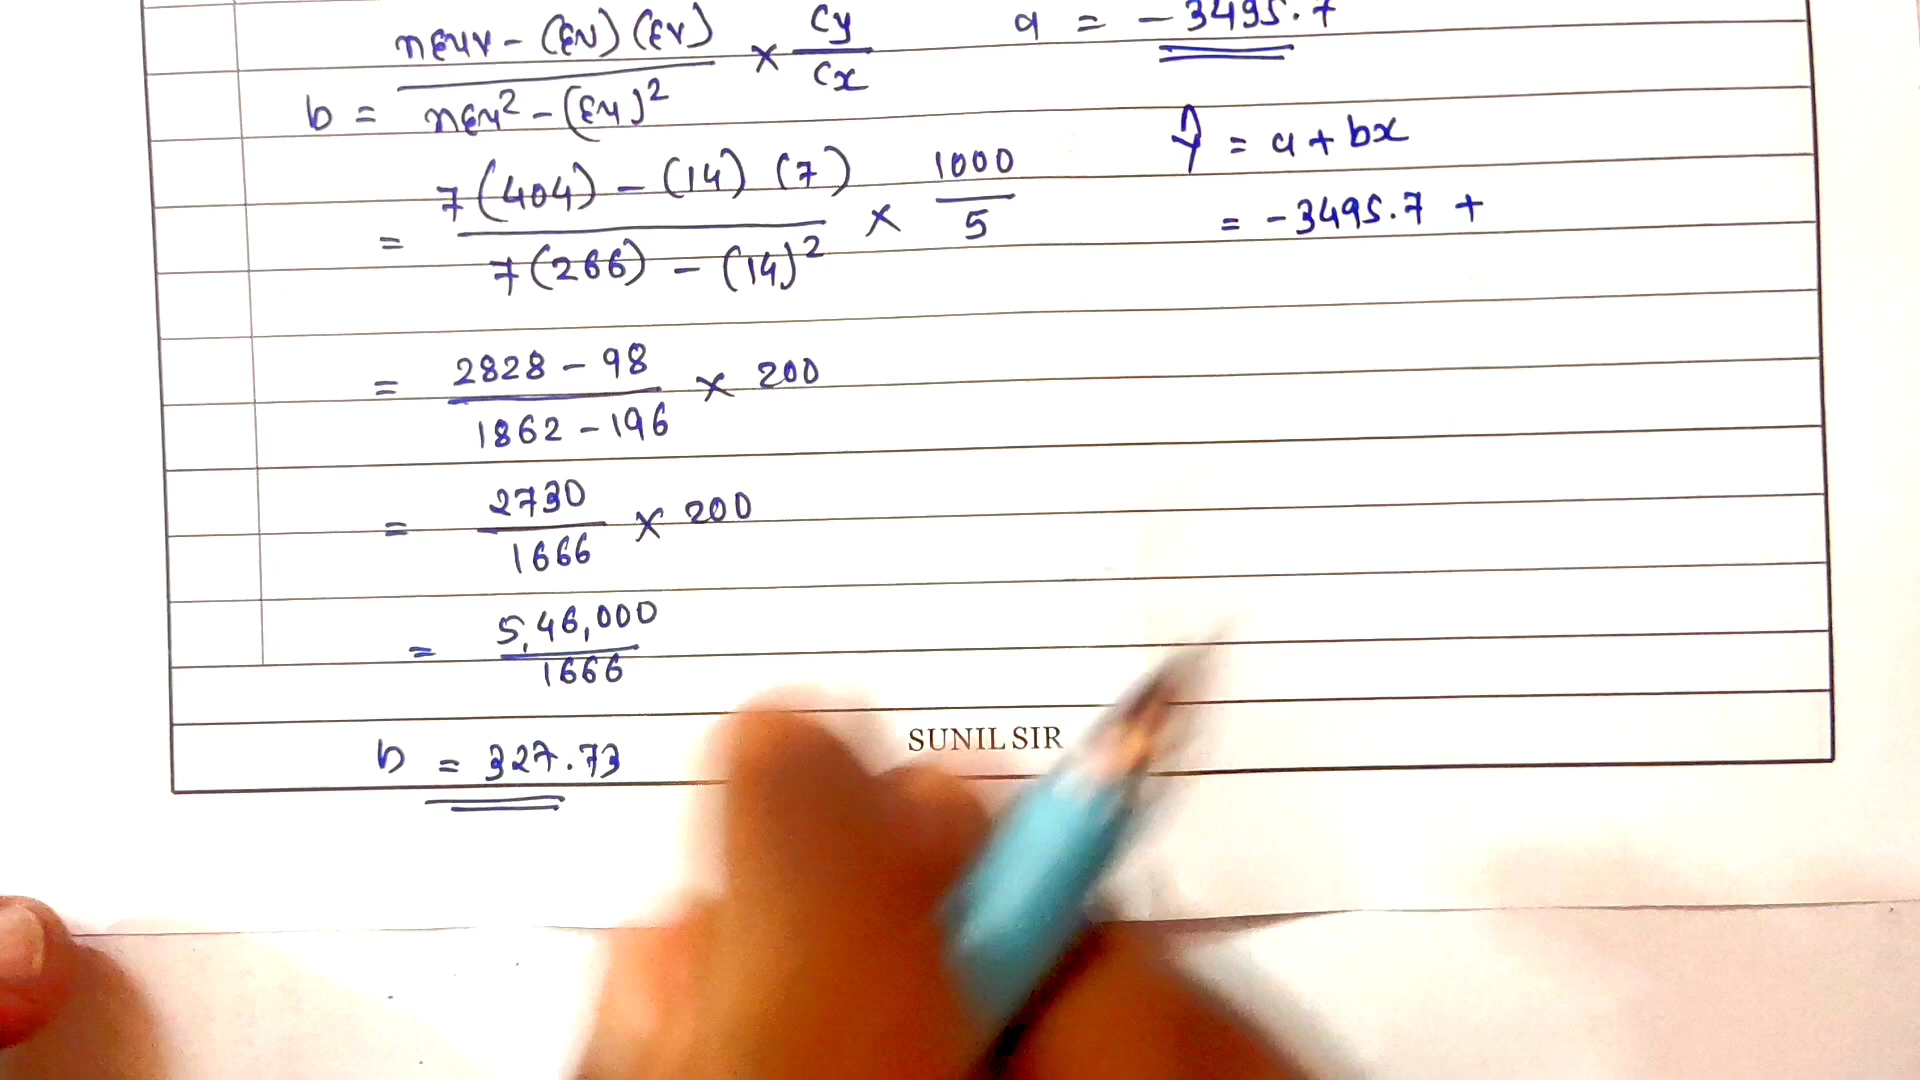 b = nΣuv - (Σu)(Σv) / nΣu² - (Σu)² × Cy / Cx
= 7(404) - (14) (7) / 7(266) - (14)² × 1000 / 5
= 2828 - 98 / 1862 - 196 × 200
= 2730 / 1666 × 200
= 5,46,000 / 1666
b = 327.73
a = - 3495.7
ŷ = a + bx
= -3495.7 +
SUNIL SIR